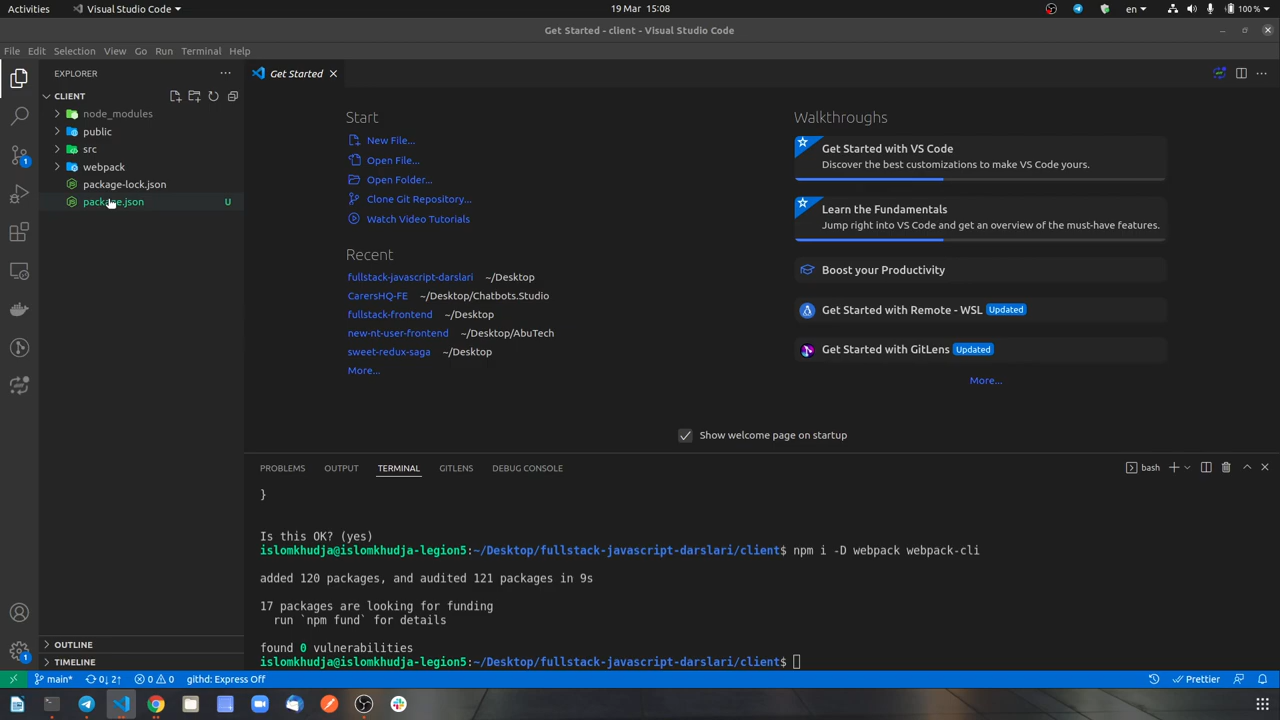 Activities
Visual Studio Code
19 Mar 15:08
en
100 %
Get Started - client - Visual Studio Code
File Edit Selection View Go Run Terminal Help
EXPLORER
Get Started
CLIENT
node_modules
public
src
webpack
package-lock.json
package.json U
1
1
Start
New File...
Open File...
Open Folder...
Clone Git Repository...
Watch Video Tutorials
Recent
fullstack-javascript-darslari ~/Desktop
CarersHQ-FE ~/Desktop/Chatbots.Studio
fullstack-frontend ~/Desktop
new-nt-user-frontend ~/Desktop/AbuTech
sweet-redux-saga ~/Desktop
More...
Walkthroughs
Get Started with VS Code
Discover the best customizations to make VS Code yours.
Learn the Fundamentals
Jump right into VS Code and get an overview of the must-have features.
Boost your Productivity
Get Started with Remote - WSL Updated
Get Started with GitLens Updated
More...
Show welcome page on startup
PROBLEMS OUTPUT TERMINAL GITLENS DEBUG CONSOLE
bash
}
Is this OK? (yes)
islomkhudja@islomkhudja-legion5:~/Desktop/fullstack-javascript-darslari/client$ npm i -D webpack webpack-cli
added 120 packages, and audited 121 packages in 9s
17 packages are looking for funding
run `npm fund` for details
found 0 vulnerabilities
islomkhudja@islomkhudja-legion5:~/Desktop/fullstack-javascript-darslari/client$
OUTLINE
TIMELINE
main* 0↓ 2↑ 0 0 githd: Express Off
Prettier